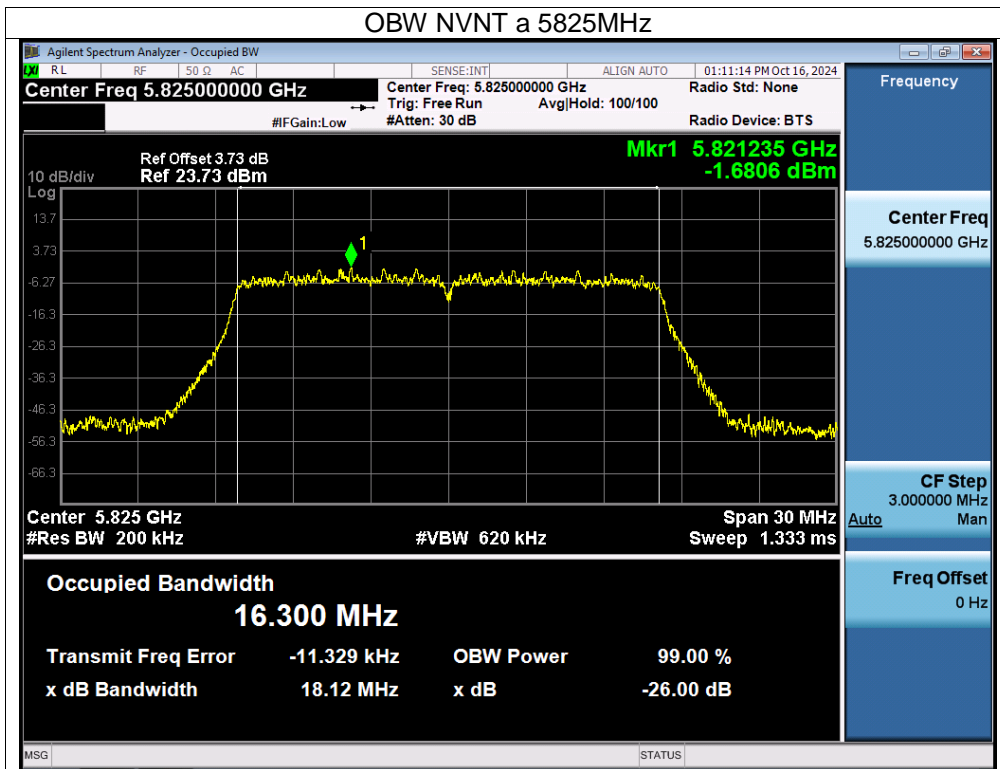 OBW NVNT a 5825MHz
Agilent Spectrum Analyzer - Occupied BW
LXI RL RF 50 Ω AC SENSE:INT ALIGN AUTO 01:11:14 PM Oct 16, 2024
Center Freq 5.825000000 GHz
Center Freq: 5.825000000 GHz
Radio Std: None
Trig: Free Run Avg|Hold: 100/100
#IFGain:Low #Atten: 30 dB Radio Device: BTS
Mkr1 5.821235 GHz
-1.6806 dBm
Ref Offset 3.73 dB
10 dB/div Ref 23.73 dBm
Log
13.7
3.73
-6.27
-16.3
-26.3
-36.3
-46.3
-56.3
-66.3
1
Center 5.825 GHz Span 30 MHz
#Res BW 200 kHz #VBW 620 kHz Sweep 1.333 ms
Occupied Bandwidth
16.300 MHz
Transmit Freq Error -11.329 kHz OBW Power 99.00 %
x dB Bandwidth 18.12 MHz x dB -26.00 dB
MSG STATUS
Frequency
Center Freq
5.825000000 GHz
CF Step
3.000000 MHz
Auto Man
Freq Offset
0 Hz